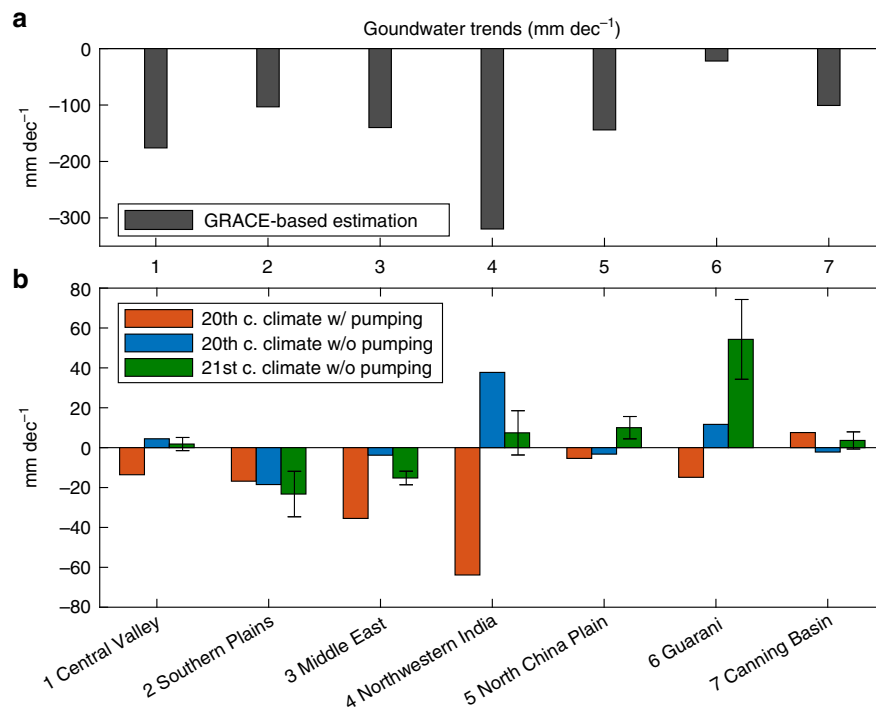 a
Goundwater trends (mm dec⁻¹)
0
−100
−200
−300
mm dec⁻¹
GRACE-based estimation
1 2 3 4 5 6 7
b
80
60
40
20
0
−20
−40
−60
−80
mm dec⁻¹
20th c. climate w/ pumping
20th c. climate w/o pumping
21st c. climate w/o pumping
1 Central Valley
2 Southern Plains
3 Middle East
4 Northwestern India
5 North China Plain
6 Guarani
7 Canning Basin